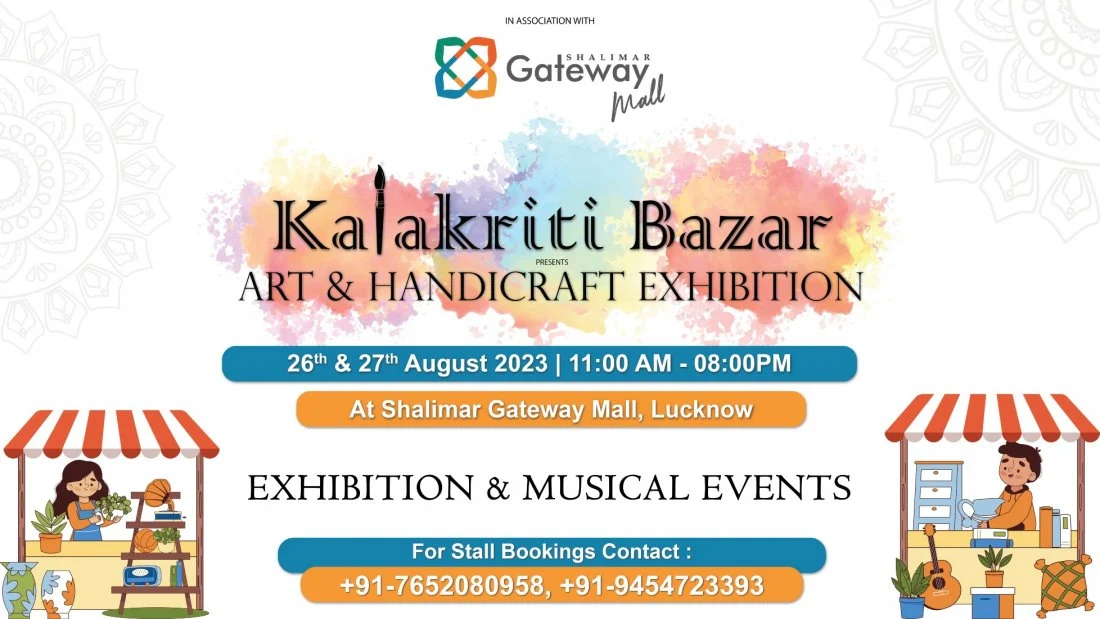 IN ASSOCIATION WITH
SHALIMAR
Gateway
Mall
Kalakriti Bazar
PRESENTS
ART & HANDICRAFT EXHIBITION
26th & 27th August 2023 | 11:00 AM - 08:00PM
At Shalimar Gateway Mall, Lucknow
EXHIBITION & MUSICAL EVENTS
For Stall Bookings Contact :
+91-7652080958, +91-9454723393